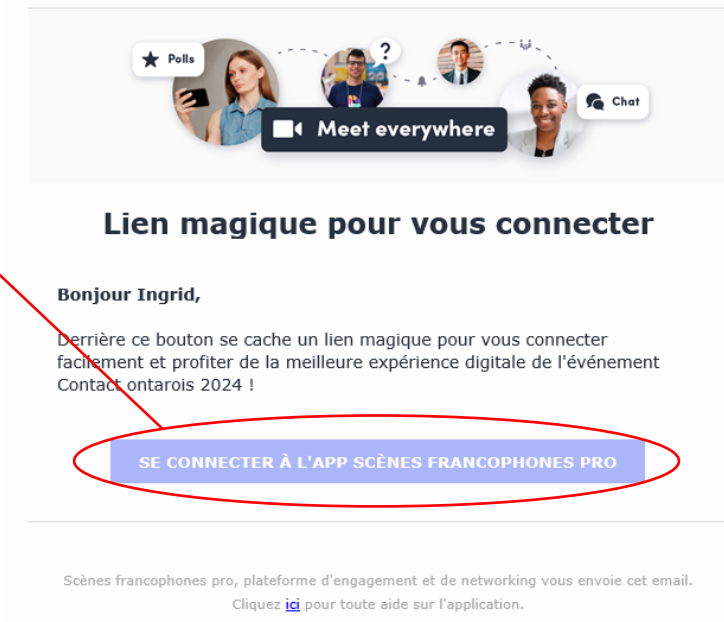 Polls
?
Chat
Meet everywhere
Lien magique pour vous connecter
Bonjour Ingrid,
Derrière ce bouton se cache un lien magique pour vous connecter
facilement et profiter de la meilleure expérience digitale de l'événement
Contact ontarois 2024 !
SE CONNECTER À L'APP SCÈNES FRANCOPHONES PRO
Scènes francophones pro, plateforme d'engagement et de networking vous envoie cet email.
Cliquez ici pour toute aide sur l'application.